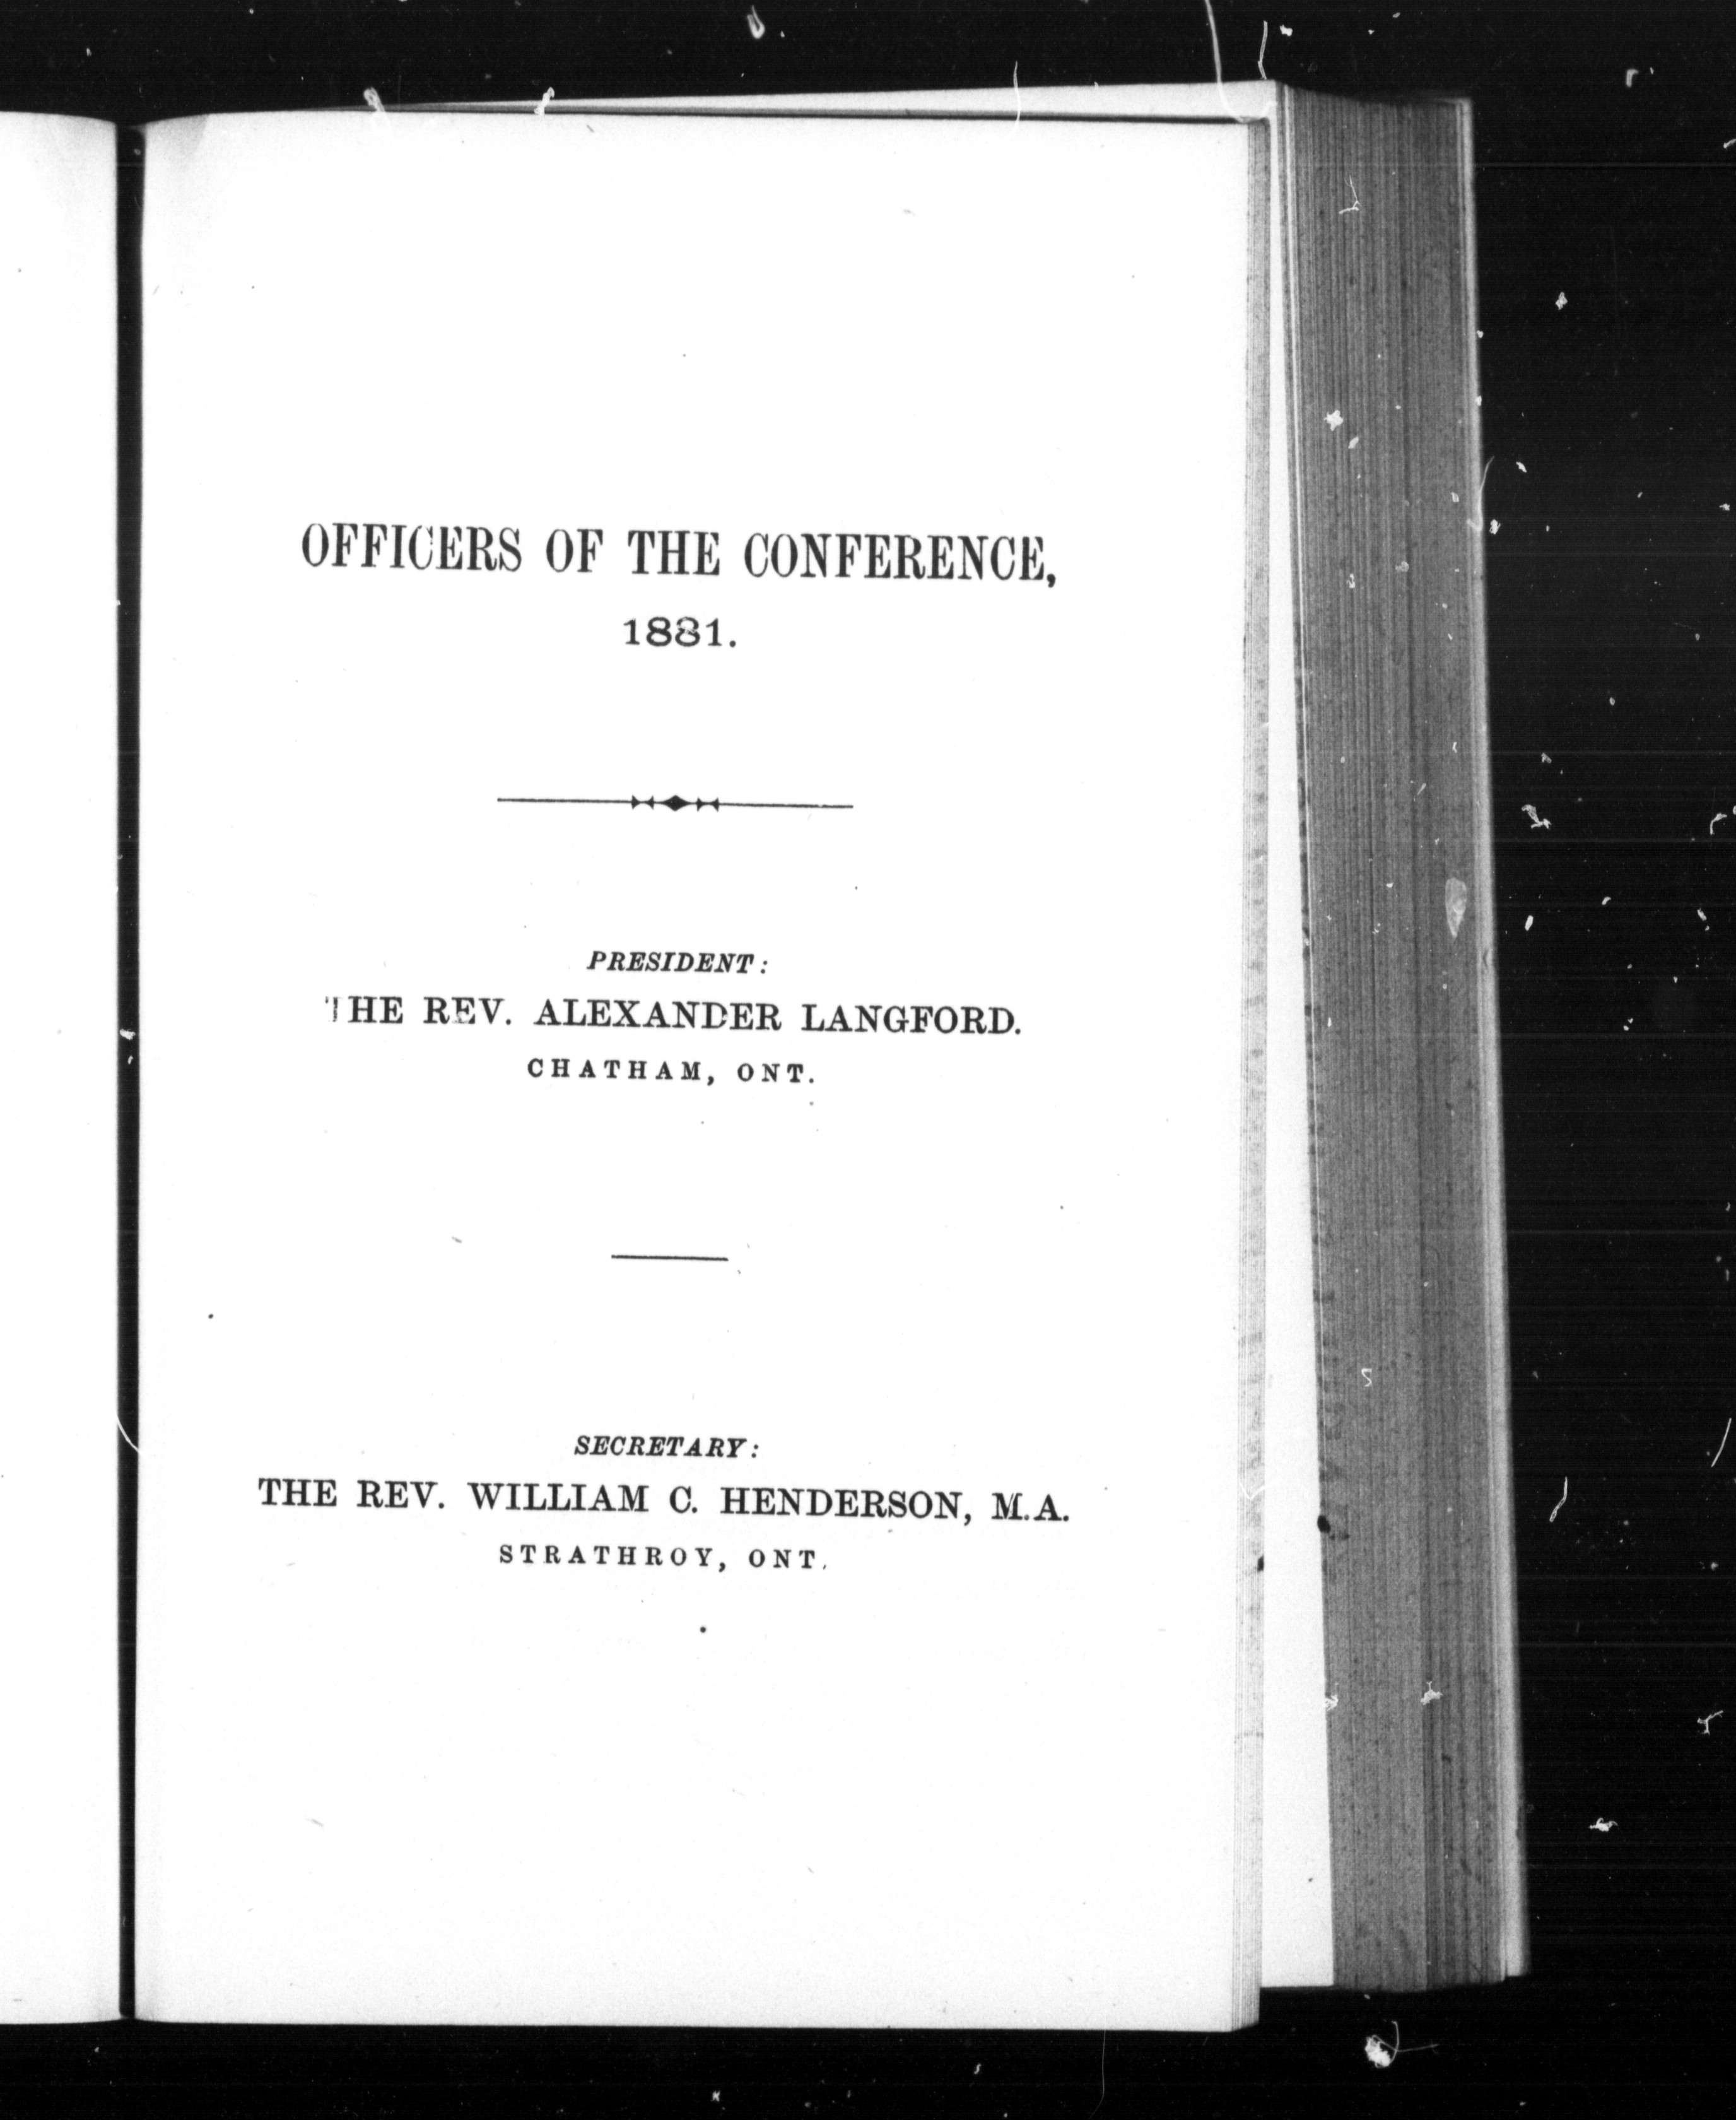 OFFICERS OF THE CONFERENCE,
1881.
PRESIDENT:
THE REV. ALEXANDER LANGFORD.
CHATHAM, ONT.
SECRETARY:
THE REV. WILLIAM C. HENDERSON, M.A.
STRATHROY, ONT.